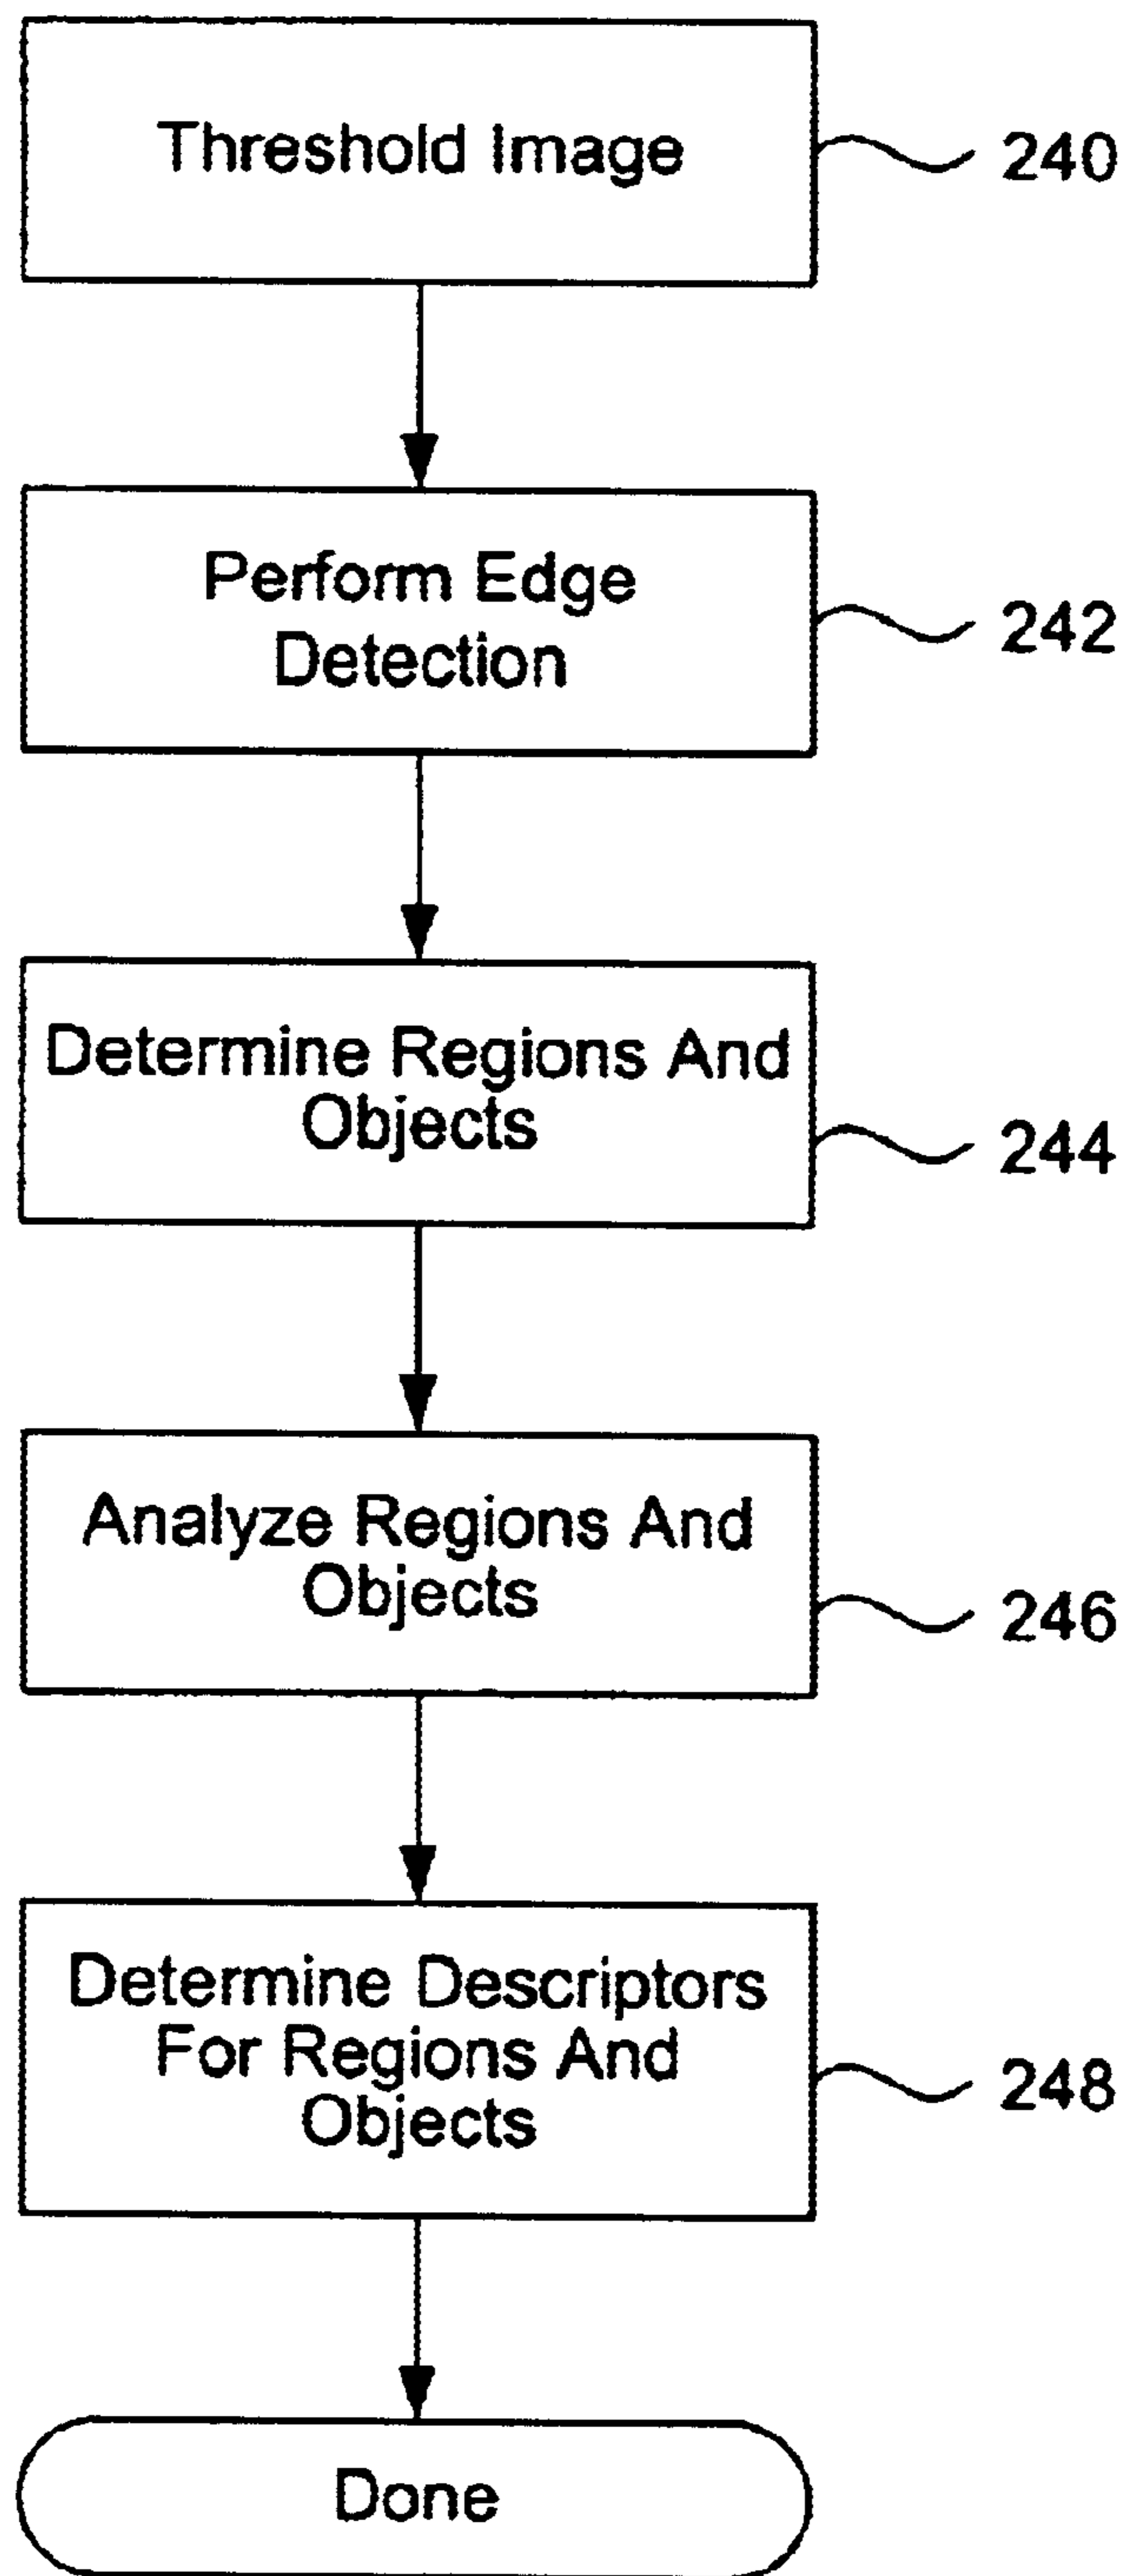 Threshold Image
240
Perform Edge
Detection
242
Determine Regions And
Objects
244
Analyze Regions And
Objects
246
Determine Descriptors
For Regions And
Objects
248
Done